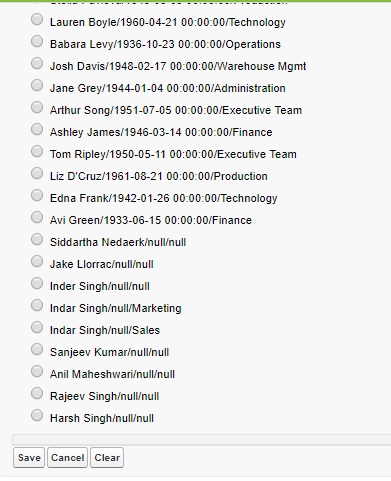 Lauren Boyle/1960-04-21 00:00:00/Technology
Babara Levy/1936-10-23 00:00:00/Operations
Josh Davis/1948-02-17 00:00:00/Warehouse Mgmt
Jane Grey/1944-01-04 00:00:00/Administration
Arthur Song/1951-07-05 00:00:00/Executive Team
Ashley James/1946-03-14 00:00:00/Finance
Tom Ripley/1950-05-11 00:00:00/Executive Team
Liz D'Cruz/1961-08-21 00:00:00/Production
Edna Frank/1942-01-26 00:00:00/Technology
Avi Green/1933-06-15 00:00:00/Finance
Siddartha Nedaerk/null/null
Jake Llorrac/null/null
Inder Singh/null/null
Indar Singh/null/Marketing
Indar Singh/null/Sales
Sanjeev Kumar/null/null
Anil Maheshwari/null/null
Rajeev Singh/null/null
Harsh Singh/null/null
Save Cancel Clear